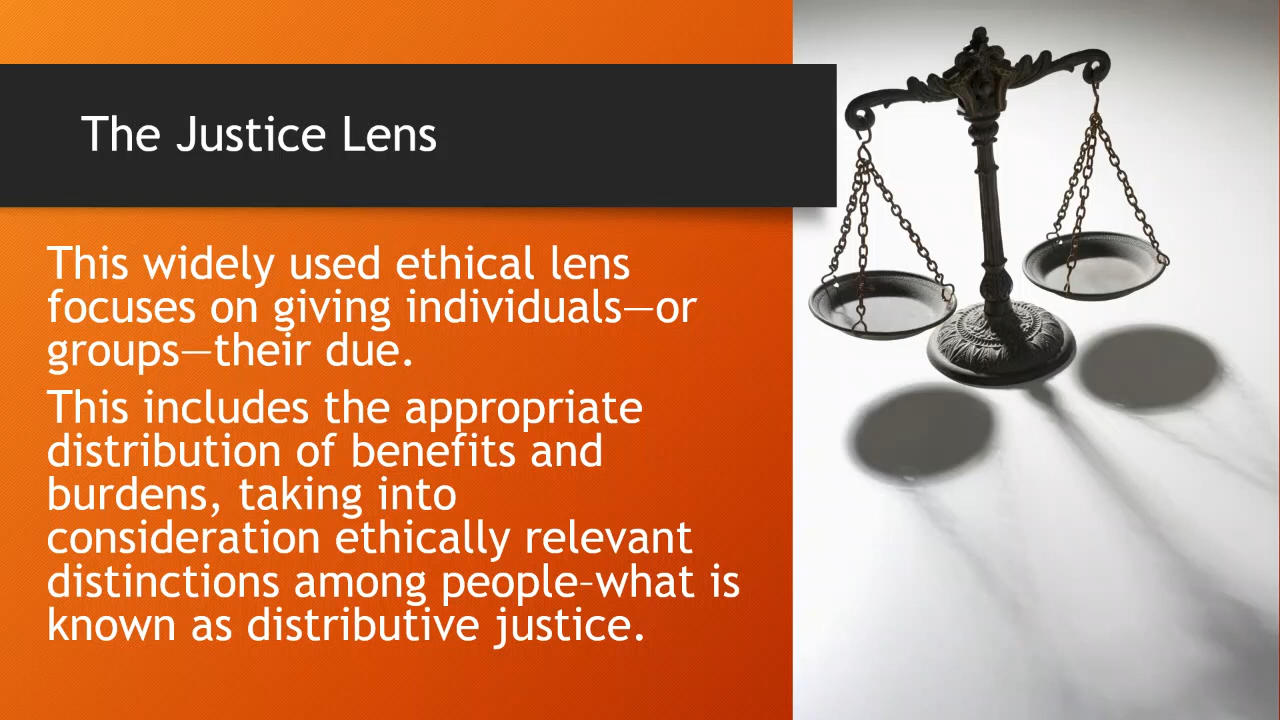 The Justice Lens
This widely used ethical lens
focuses on giving individuals—or
groups—their due.
This includes the appropriate
distribution of benefits and
burdens, taking into
consideration ethically relevant
distinctions among people–what is
known as distributive justice.